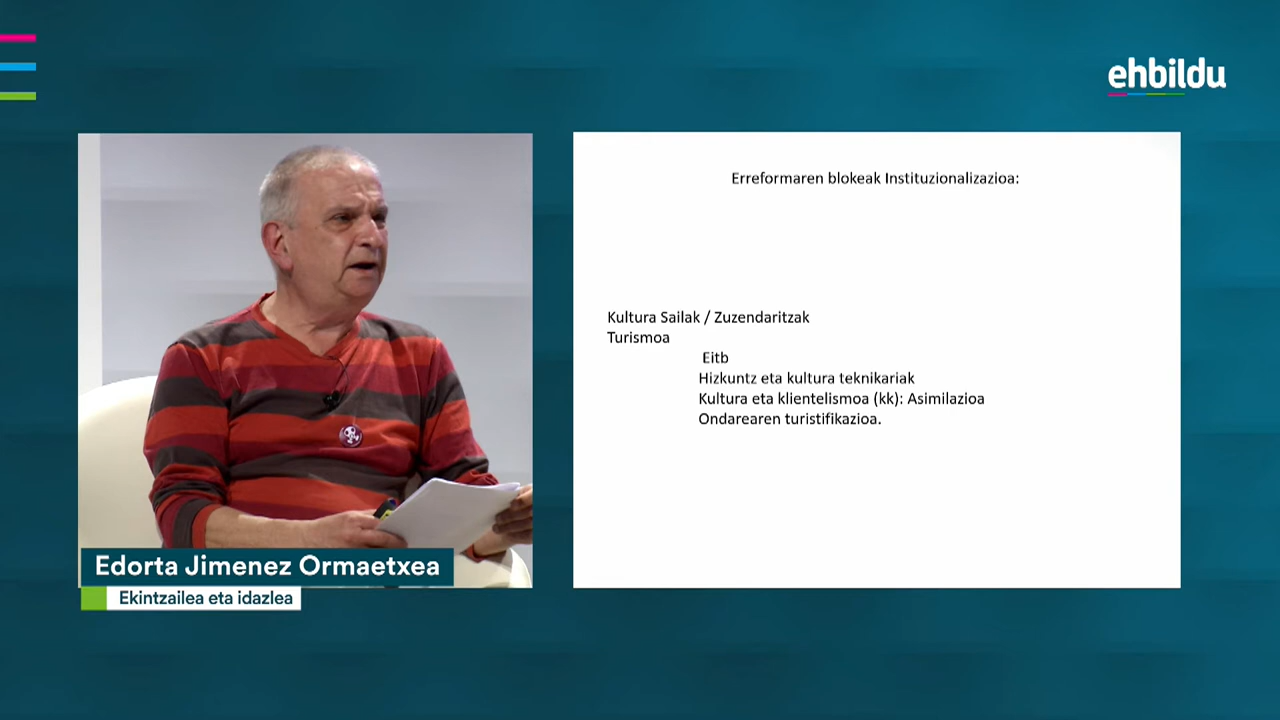 ehbildu
Erreformaren blokeak Instituzionalizazioa:
Kultura Sailak / Zuzendaritzak
Turismoa
Eitb
Hizkuntz eta kultura teknikariak
Kultura eta klientelismoa (kk): Asimilazioa
Ondarearen turistifikazioa.
Edorta Jimenez Ormaetxea
Ekintzailea eta idazlea